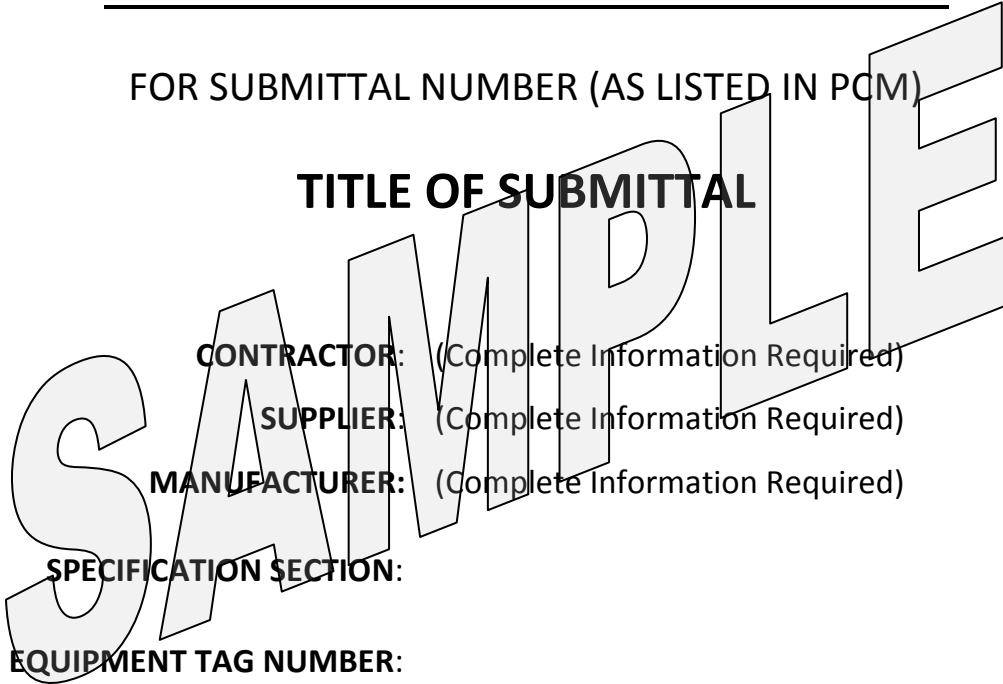 FOR SUBMITTAL NUMBER (AS LISTED IN PCM)
TITLE OF SUBMITTAL
CONTRACTOR: (Complete Information Required)
SUPPLIER: (Complete Information Required)
MANUFACTURER: (Complete Information Required)
SPECIFICATION SECTION:
EQUIPMENT TAG NUMBER:
SAMPLE